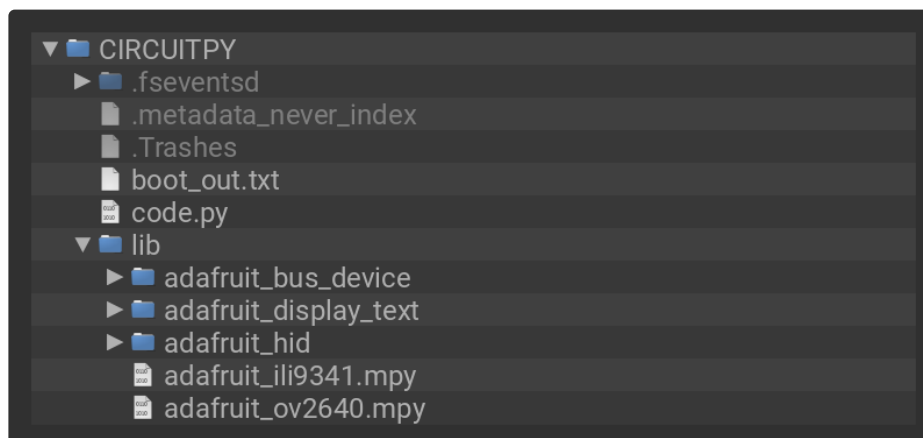 CIRCUITPY
.fseventsd
.metadata_never_index
.Trashes
boot_out.txt
code.py
lib
adafruit_bus_device
adafruit_display_text
adafruit_hid
adafruit_ili9341.mpy
adafruit_ov2640.mpy